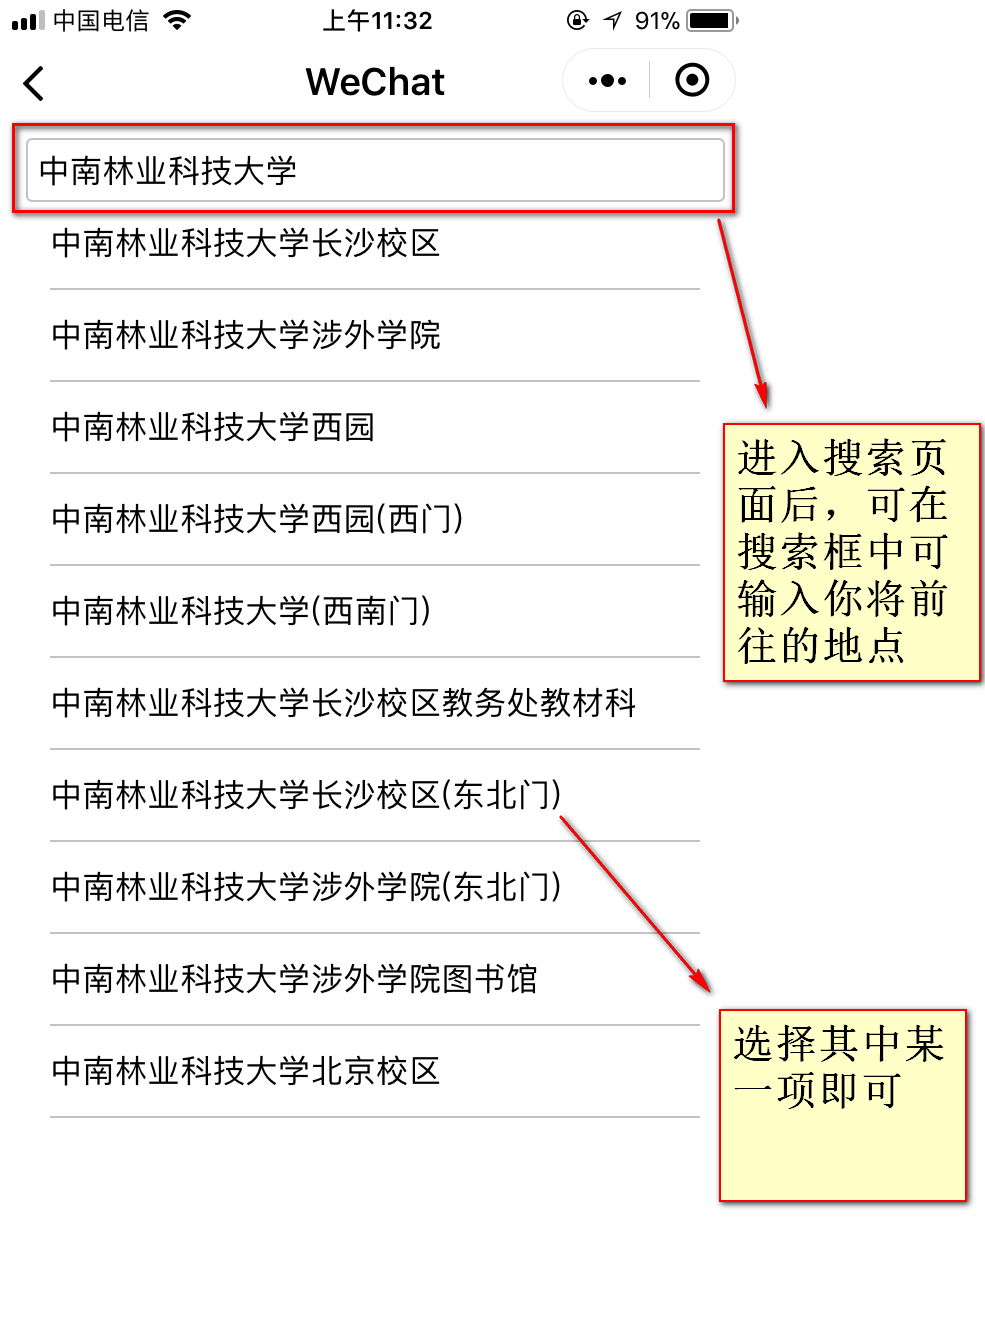 中国电信
上午11:32
91%
WeChat
中南林业科技大学
中南林业科技大学长沙校区
中南林业科技大学涉外学院
中南林业科技大学西园
中南林业科技大学西园(西门)
中南林业科技大学(西南门)
中南林业科技大学长沙校区教务处教材科
中南林业科技大学长沙校区(东北门)
中南林业科技大学涉外学院(东北门)
中南林业科技大学涉外学院图书馆
中南林业科技大学北京校区
进入搜索页
面后，可在
搜索框中可
输入你将前
往的地点
选择其中某
一项即可